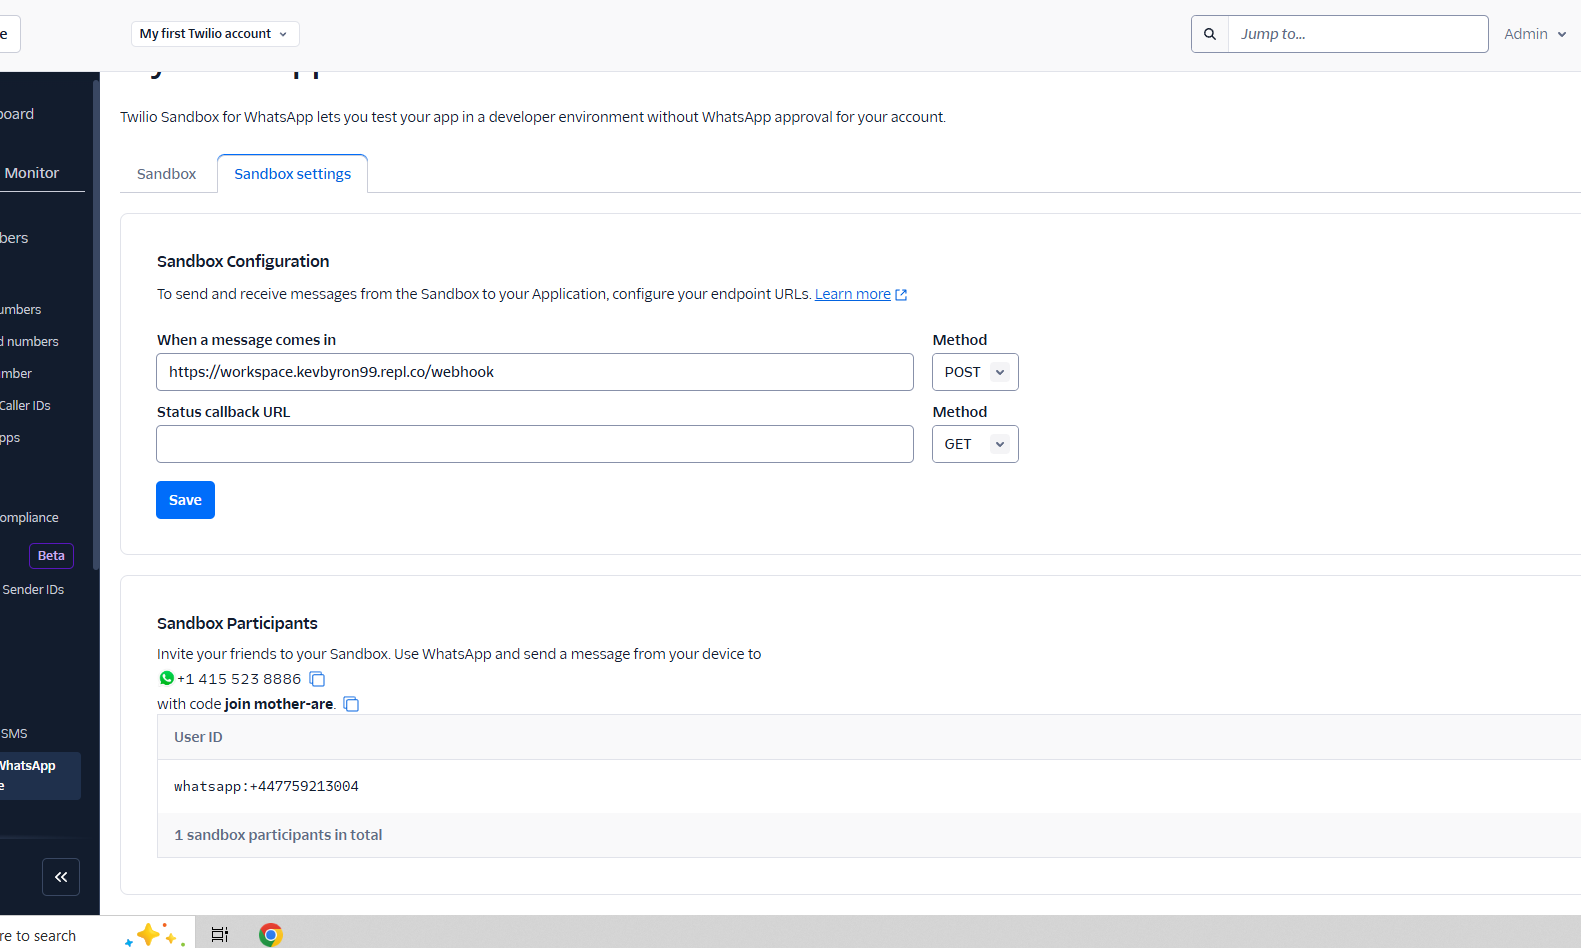 e
My first Twilio account
Jump to...
Admin
Twilio Sandbox for WhatsApp lets you test your app in a developer environment without WhatsApp approval for your account.
Sandbox
Sandbox settings
Sandbox Configuration
To send and receive messages from the Sandbox to your Application, configure your endpoint URLs. Learn more
When a message comes in
Method
https://workspace.kevbyron99.repl.co/webhook
POST
Status callback URL
Method
GET
Save
Sandbox Participants
Invite your friends to your Sandbox. Use WhatsApp and send a message from your device to
+1 415 523 8886
with code join mother-are.
User ID
whatsapp:+447759213004
1 sandbox participants in total
oard
Monitor
bers
umbers
d numbers
mber
Caller IDs
pps
ompliance
Beta
Sender IDs
SMS
WhatsApp
e
re to search